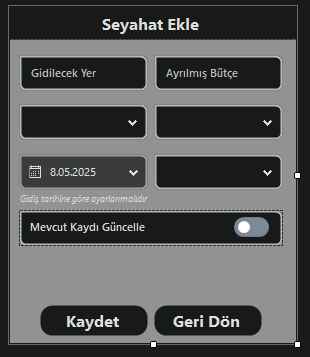 Seyahat Ekle
Gidilecek Yer
Ayrılmış Bütçe
8.05.2025
Gidiş tarihine göre ayarlanmalıdır
Mevcut Kaydı Güncelle
Kaydet
Geri Dön